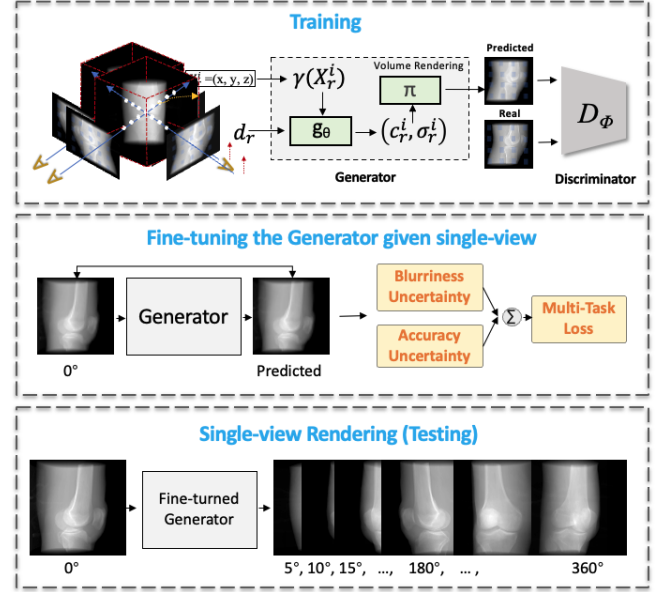 Training
=(x, y, z)
γ(X_r^i)
Volume Rendering
π
d_r
g_θ
(c_r^i, σ_r^i)
Generator
Predicted
Real
D_Φ
Discriminator
Fine-tuning the Generator given single-view
Generator
0°
Predicted
Blurriness
Uncertainty
Accuracy
Uncertainty
Σ
Multi-Task
Loss
Single-view Rendering (Testing)
Fine-turned
Generator
0°
5°, 10°, 15°, ..., 180°, ... , 360°